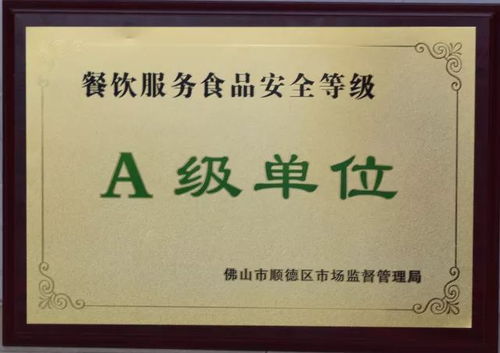 餐饮服务食品安全等级
A级单位
佛山市顺德区市场监督管理局